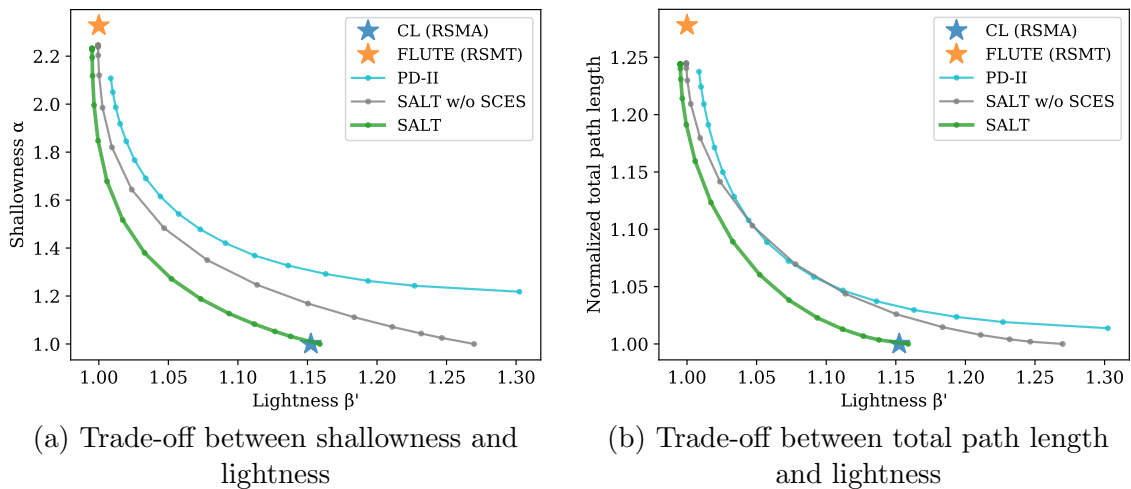 Shallowness α
2.2
2.0
1.8
1.6
1.4
1.2
1.0
1.00
1.05
1.10
1.15
1.20
1.25
1.30
Lightness β'
CL (RSMA)
FLUTE (RSMT)
PD-II
SALT w/o SCES
SALT
(a) Trade-off between shallowness and
lightness
Normalized total path length
1.25
1.20
1.15
1.10
1.05
1.00
1.00
1.05
1.10
1.15
1.20
1.25
1.30
Lightness β'
CL (RSMA)
FLUTE (RSMT)
PD-II
SALT w/o SCES
SALT
(b) Trade-off between total path length
and lightness